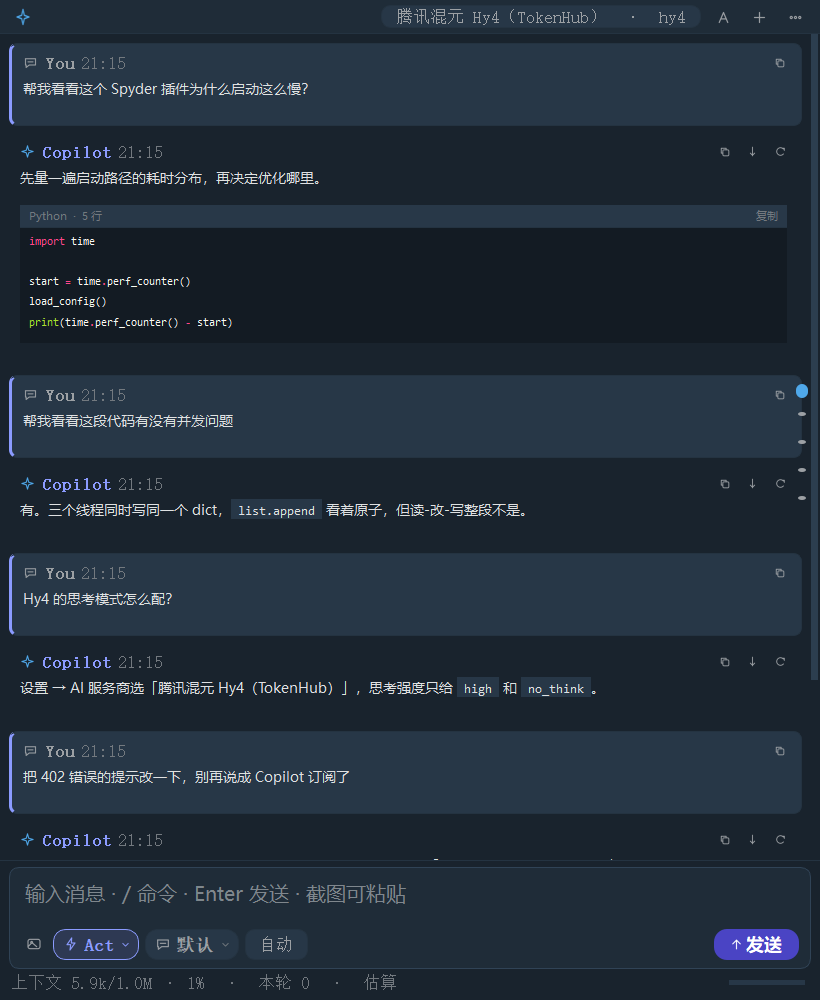 腾讯混元 Hy4（TokenHub） · hy4 A
You 21:15
帮我看看这个 Spyder 插件为什么启动这么慢？
Copilot 21:15
先量一遍启动路径的耗时分布，再决定优化哪里。
Python · 5 行 复制
import time
start = time.perf_counter()
load_config()
print(time.perf_counter() - start)
You 21:15
帮我看看这段代码有没有并发问题
Copilot 21:15
有。三个线程同时写同一个 dict，list.append 看着原子，但读-改-写整段不是。
You 21:15
Hy4 的思考模式怎么配？
Copilot 21:15
设置 → AI 服务商选「腾讯混元 Hy4（TokenHub）」，思考强度只给 high 和 no_think 。
You 21:15
把 402 错误的提示改一下，别再说成 Copilot 订阅了
Copilot 21:15
输入消息 · / 命令 · Enter 发送 · 截图可粘贴
Act 默认 自动 ↑ 发送
上下文 5.9k/1.0M · 1% · 本轮 0 · 估算